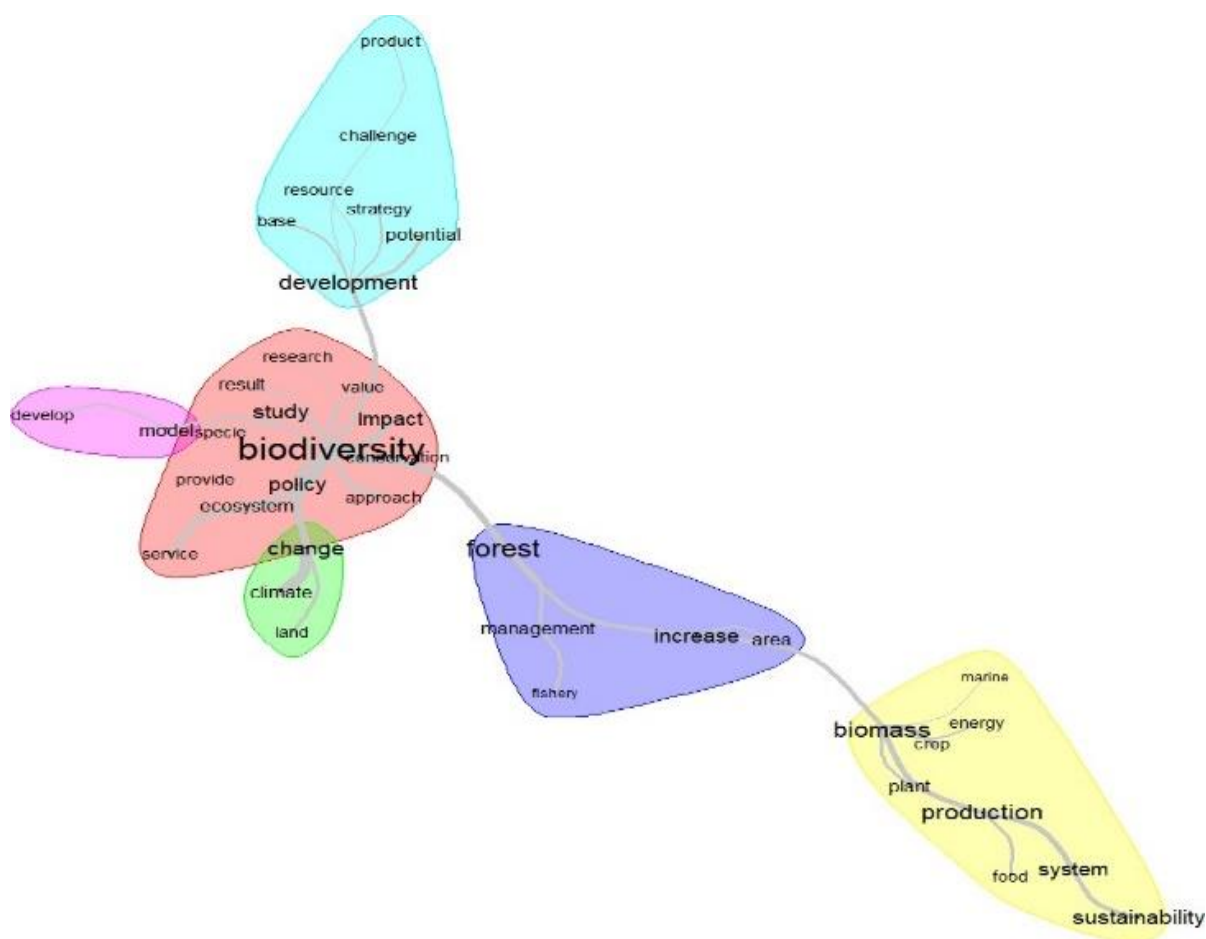 product
challenge
resource
strategy
base
potential
development
research
result
value
study
impact
develop
model
specie
biodiversity
conservation
provide
policy
approach
ecosystem
service
change
forest
climate
land
management
increase
area
fishery
marine
biomass
energy
crop
plant
production
food
system
sustainability